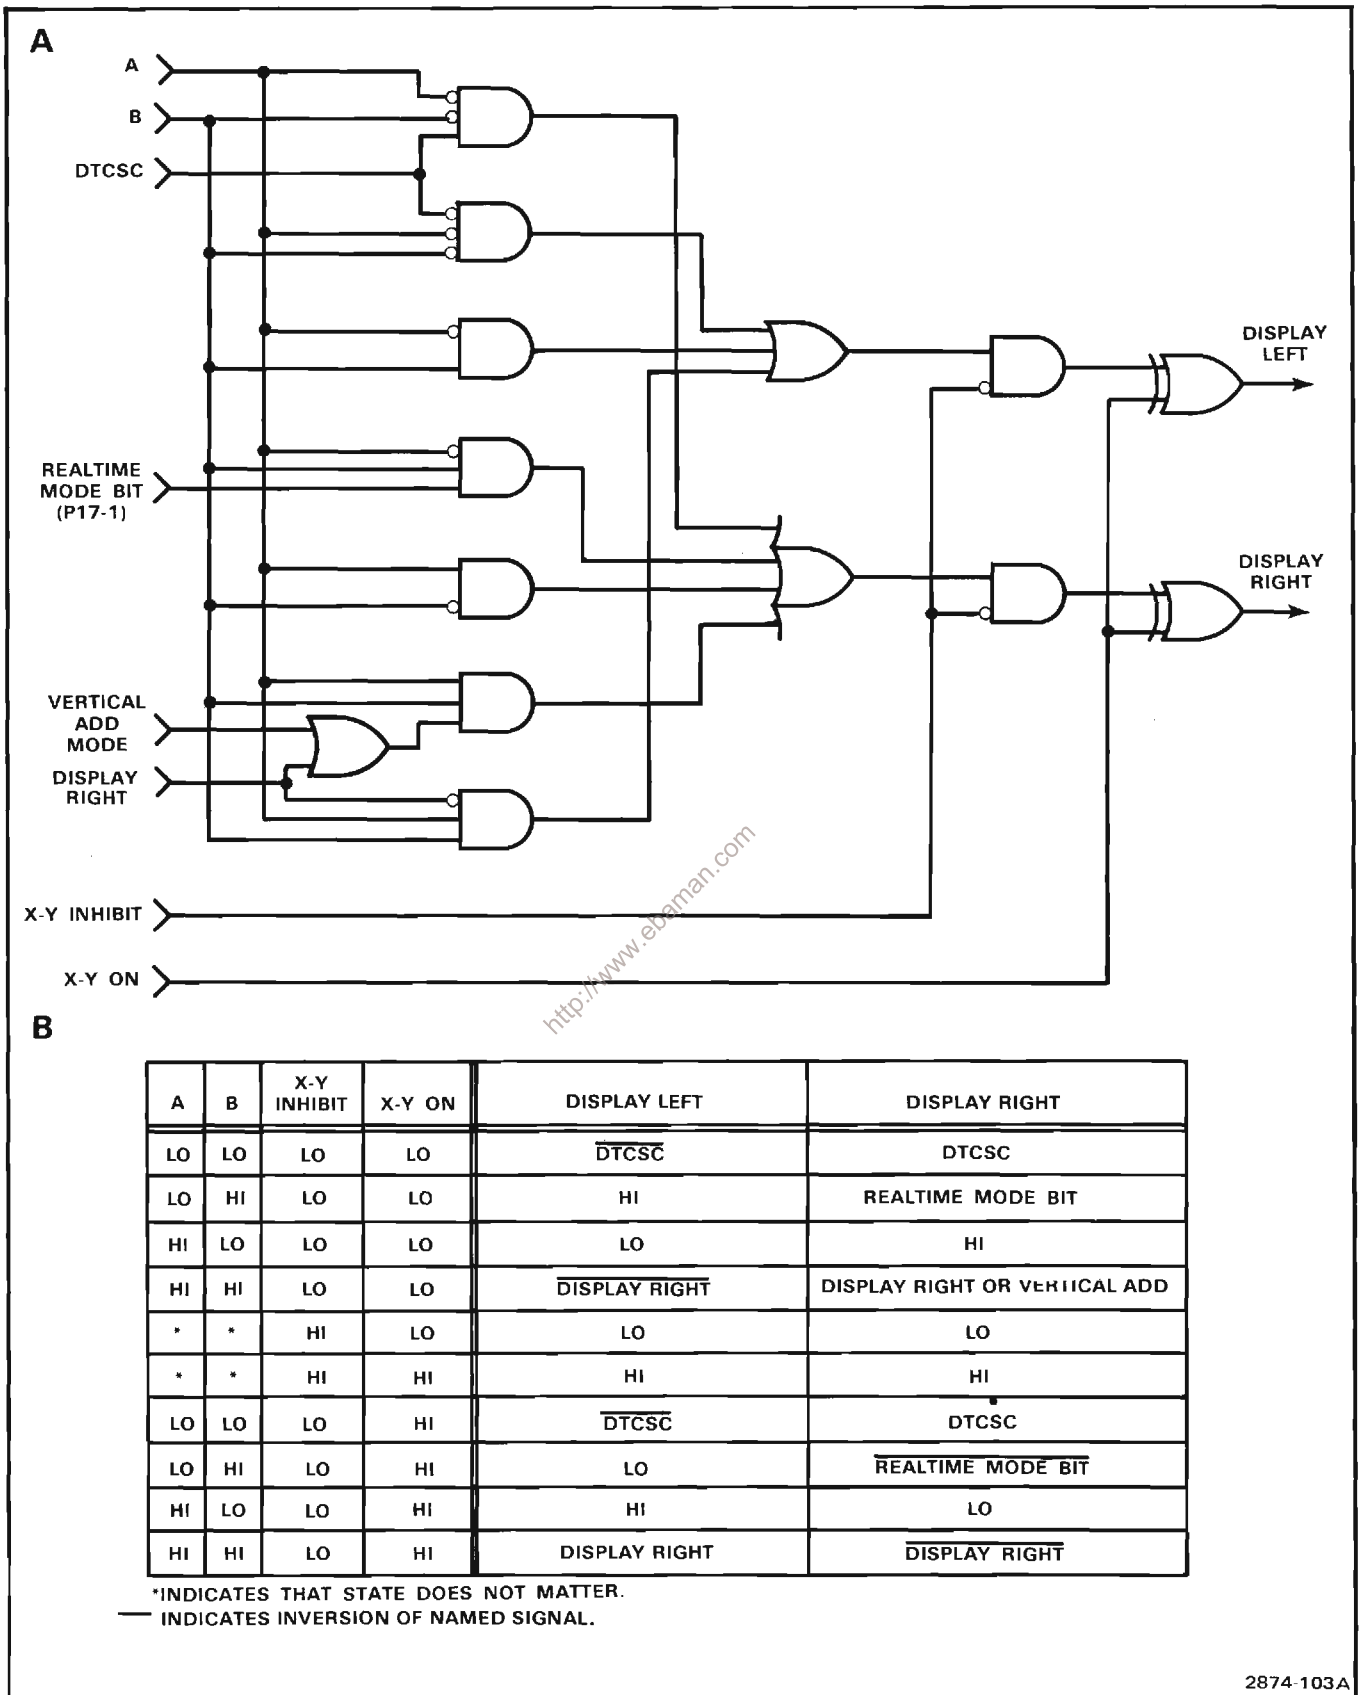 A
A
B
DTCSC
REALTIME
MODE BIT
(P17-1)
VERTICAL
ADD
MODE
DISPLAY
RIGHT
X-Y INHIBIT
X-Y ON
DISPLAY
LEFT
DISPLAY
RIGHT
http://www.ebaman.com
B
A B X-Y INHIBIT X-Y ON DISPLAY LEFT DISPLAY RIGHT
LO LO LO LO DTCSC DTCSC
LO HI LO LO HI REALTIME MODE BIT
HI LO LO LO LO HI
HI HI LO LO DISPLAY RIGHT DISPLAY RIGHT OR VERTICAL ADD
* * HI LO LO LO
* * HI HI HI HI
LO LO LO HI DTCSC DTCSC
LO HI LO HI LO REALTIME MODE BIT
HI LO LO HI HI LO
HI HI LO HI DISPLAY RIGHT DISPLAY RIGHT
*INDICATES THAT STATE DOES NOT MATTER.
— INDICATES INVERSION OF NAMED SIGNAL.
2874-103A